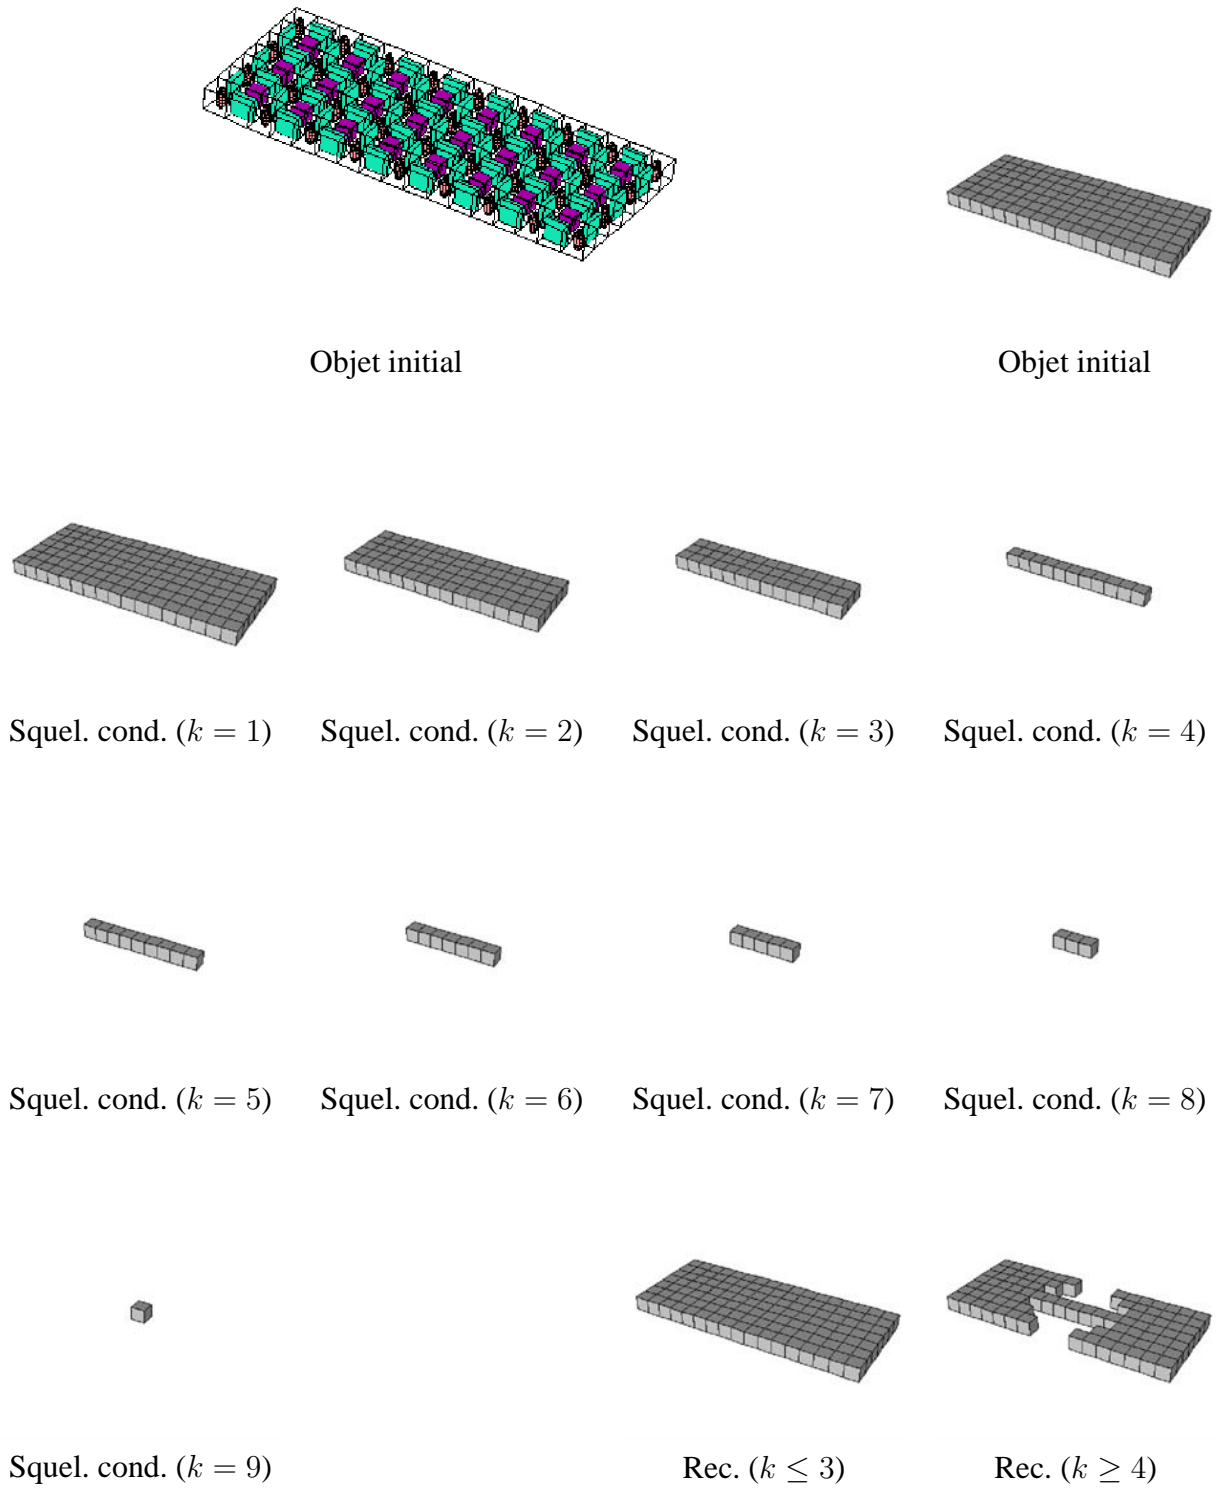 Objet initial
Objet initial
Squel. cond. (k = 1)
Squel. cond. (k = 2)
Squel. cond. (k = 3)
Squel. cond. (k = 4)
Squel. cond. (k = 5)
Squel. cond. (k = 6)
Squel. cond. (k = 7)
Squel. cond. (k = 8)
Squel. cond. (k = 9)
Rec. (k ≤ 3)
Rec. (k ≥ 4)